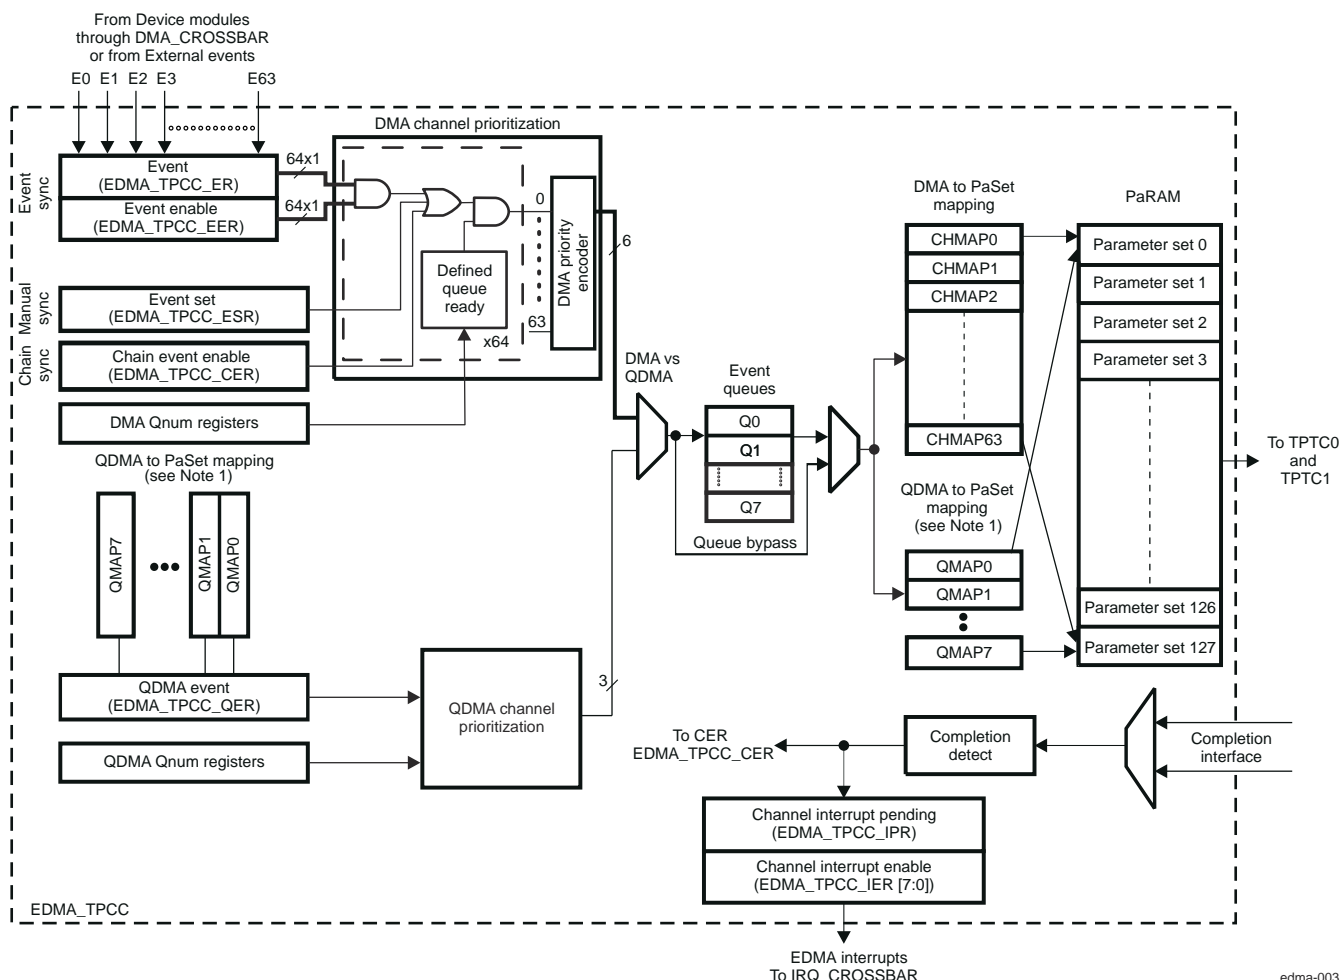 From Device modules
through DMA_CROSSBAR
or from External events
E0 E1 E2 E3 E63
DMA channel prioritization
Event
sync
Event
(EDMA_TPCC_ER)
Event enable
(EDMA_TPCC_EER)
64x1
64x1
Manual
sync
Event set
(EDMA_TPCC_ESR)
Chain
sync
Chain event enable
(EDMA_TPCC_CER)
DMA Qnum registers
Defined
queue
ready
x64
0
63
DMA priority
encoder
6
DMA vs
QDMA
Event
queues
Q0
Q1
Q7
Queue bypass
DMA to PaSet
mapping
CHMAP0
CHMAP1
CHMAP2
CHMAP63
QDMA to PaSet
mapping
(see Note 1)
QMAP0
QMAP1
QMAP7
PaRAM
Parameter set 0
Parameter set 1
Parameter set 2
Parameter set 3
Parameter set 126
Parameter set 127
To TPTC0
and
TPTC1
QDMA to PaSet mapping
(see Note 1)
QMAP7
QMAP1
QMAP0
QDMA event
(EDMA_TPCC_QER)
QDMA Qnum registers
QDMA channel
prioritization
3
To CER
EDMA_TPCC_CER
Completion
detect
Completion
interface
Channel interrupt pending
(EDMA_TPCC_IPR)
Channel interrupt enable
(EDMA_TPCC_IER [7:0])
EDMA_TPCC
EDMA interrupts
To IRQ_CROSSBAR
edma-003